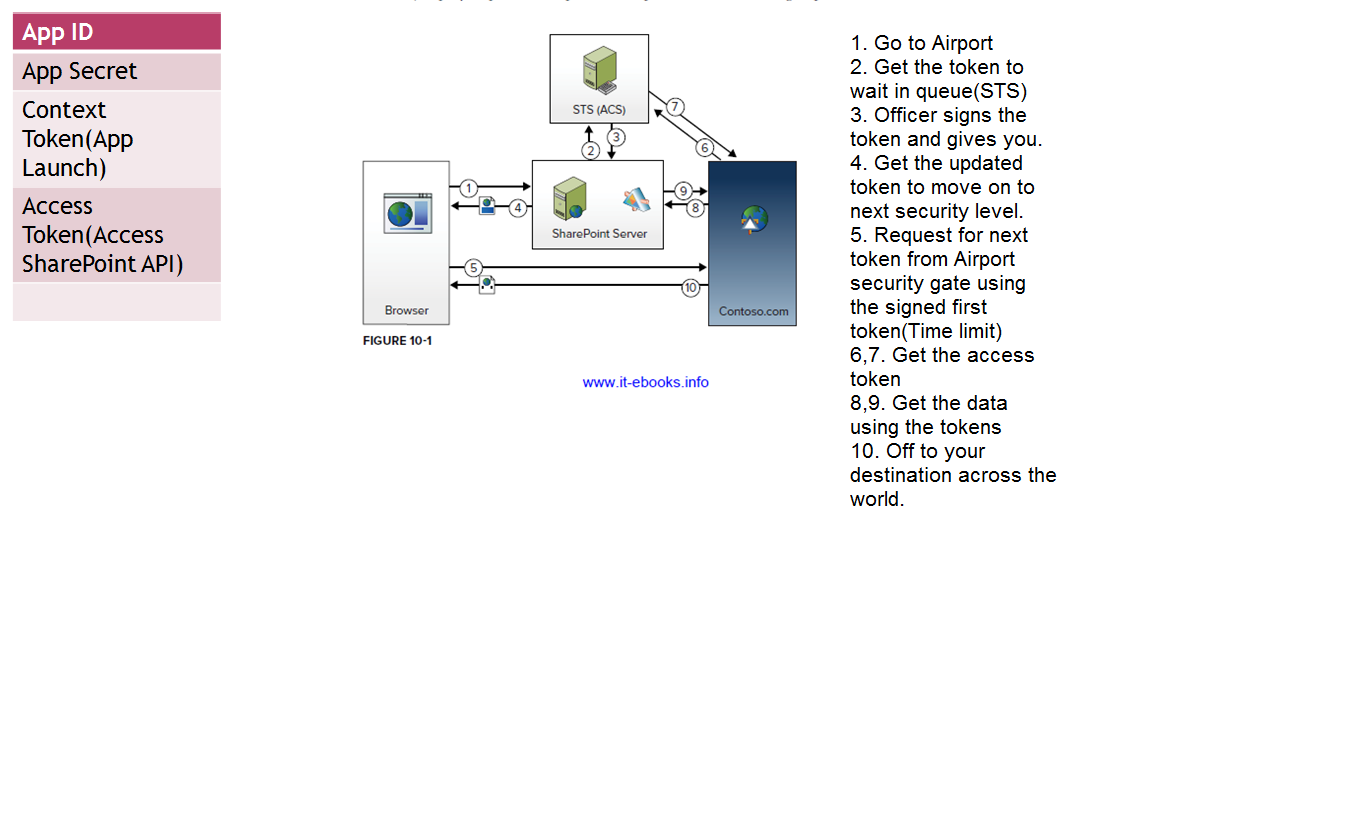 App ID
App Secret
Context
Token(App
Launch)
Access
Token(Access
SharePoint API)
STS (ACS)
7
3
2
6
1
4
9
8
SharePoint Server
5
10
Browser
Contoso.com
FIGURE 10-1
www.it-ebooks.info
1. Go to Airport
2. Get the token to
wait in queue(STS)
3. Officer signs the
token and gives you.
4. Get the updated
token to move on to
next security level.
5. Request for next
token from Airport
security gate using
the signed first
token(Time limit)
6,7. Get the access
token
8,9. Get the data
using the tokens
10. Off to your
destination across the
world.